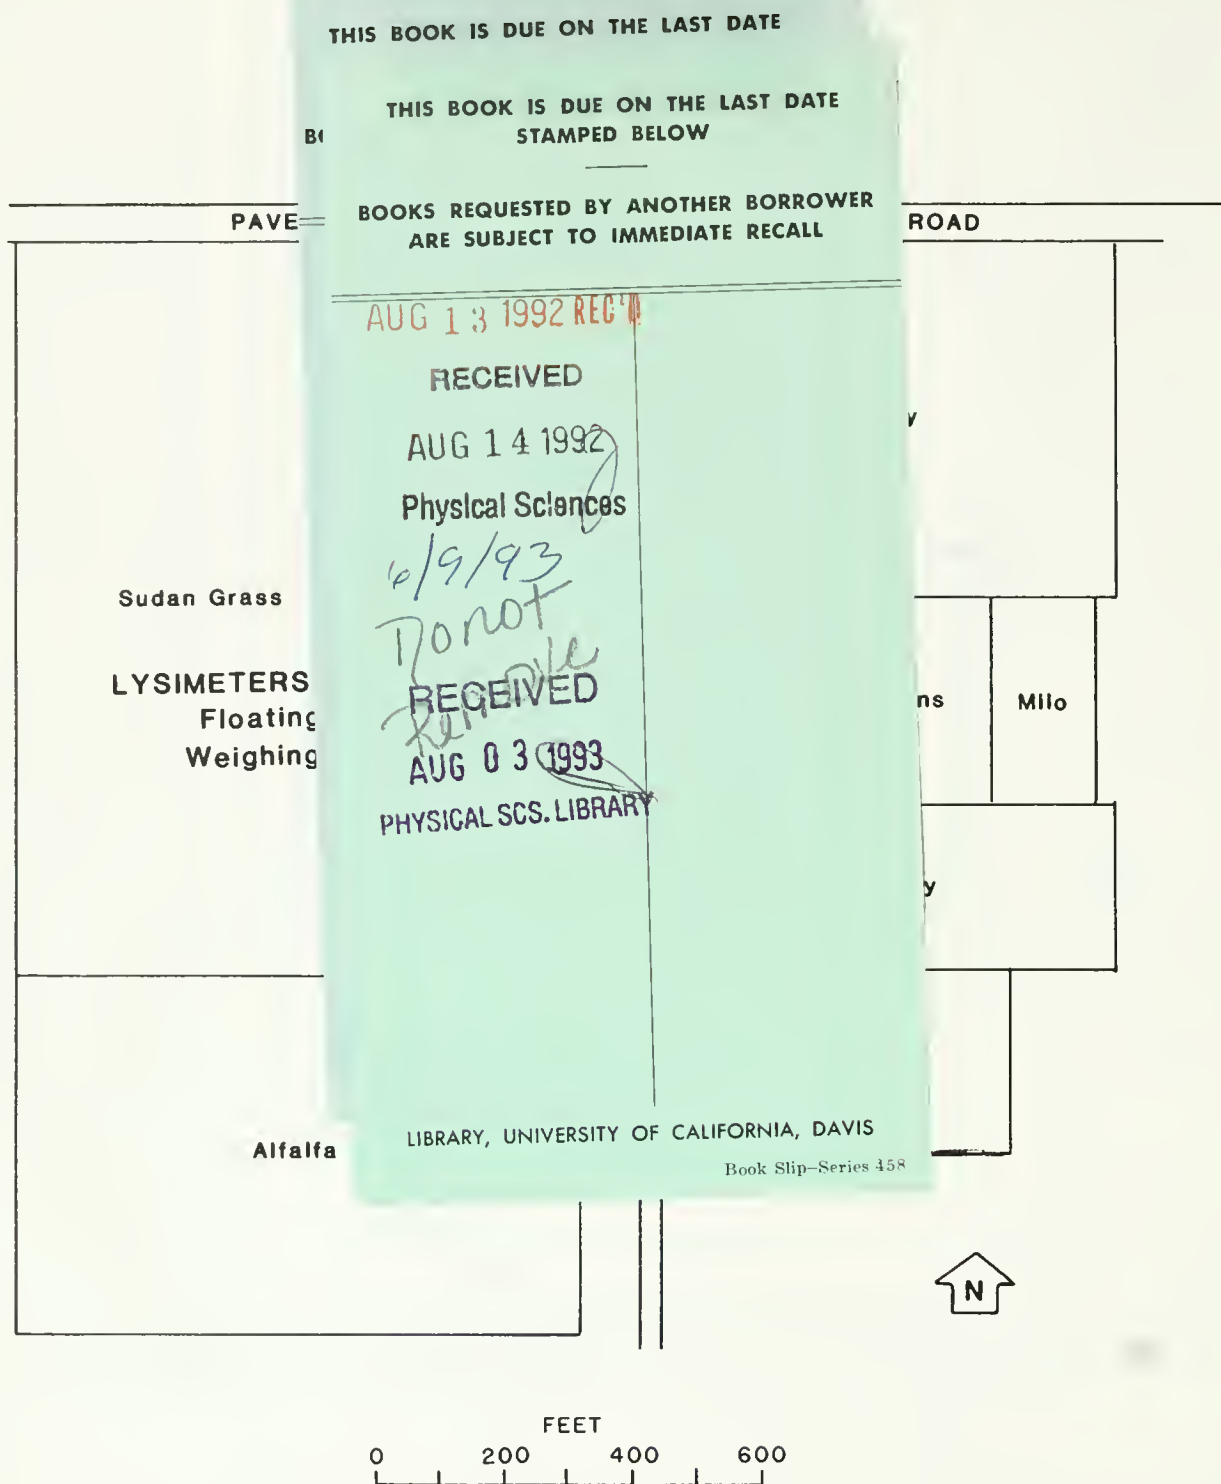 THIS BOOK IS DUE ON THE LAST DATE
THIS BOOK IS DUE ON THE LAST DATE
STAMPED BELOW
BOOKS REQUESTED BY ANOTHER BORROWER
ARE SUBJECT TO IMMEDIATE RECALL
PAVE
ROAD
AUG 13 1992 REC'D
RECEIVED
AUG 14 1992
y
Physical Sciences
6/9/93
Sudan Grass
Do not
LYSIMETERS
RECEIVED
ns
Milo
Floating
Weighing
AUG 03 1993
PHYSICAL SCS. LIBRARY
y
LIBRARY, UNIVERSITY OF CALIFORNIA, DAVIS
Alfalfa
Book Slip–Series 458
N
FEET
0 200 400 600